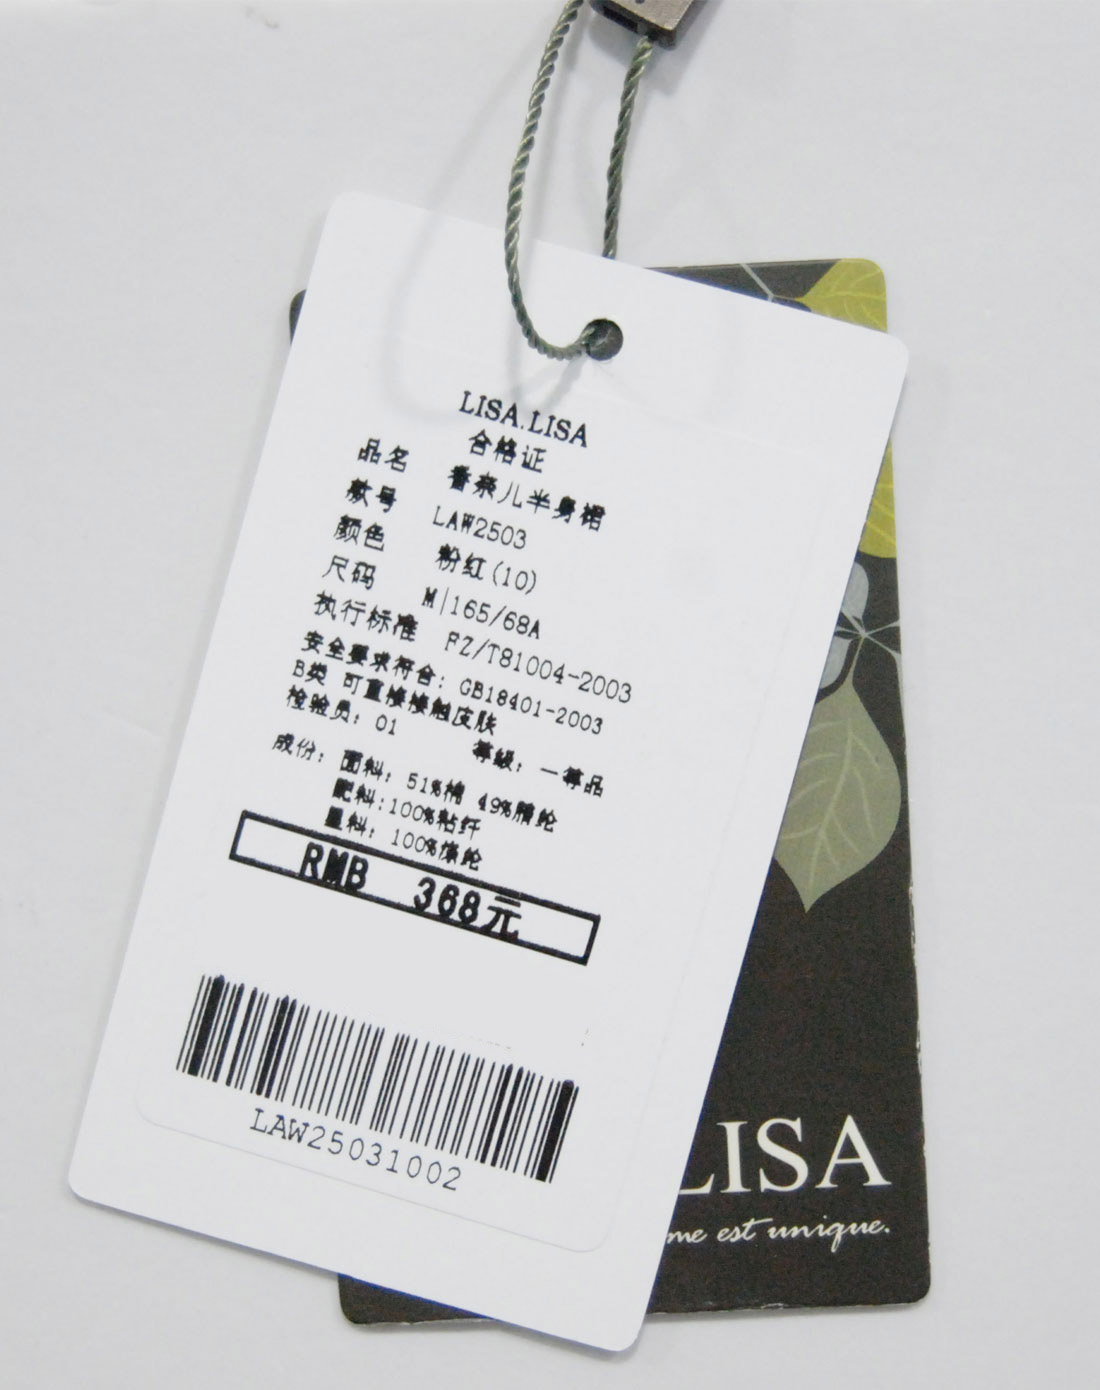 LISA.LISA
合格证
品名 香奈儿半身裙
款号 LAW2503
颜色 粉红(10)
尺码 M|165/68A
执行标准 FZ/T81004-2003
安全要求符合: GB18401-2003
B类 可直接接触皮肤
检验员: 01 等级: 一等品
成份: 面料: 51%棉 49%腈纶
配料:100%粘纤
里料: 100%涤纶
RMB 368元
LAW25031002
LISA
me est unique.